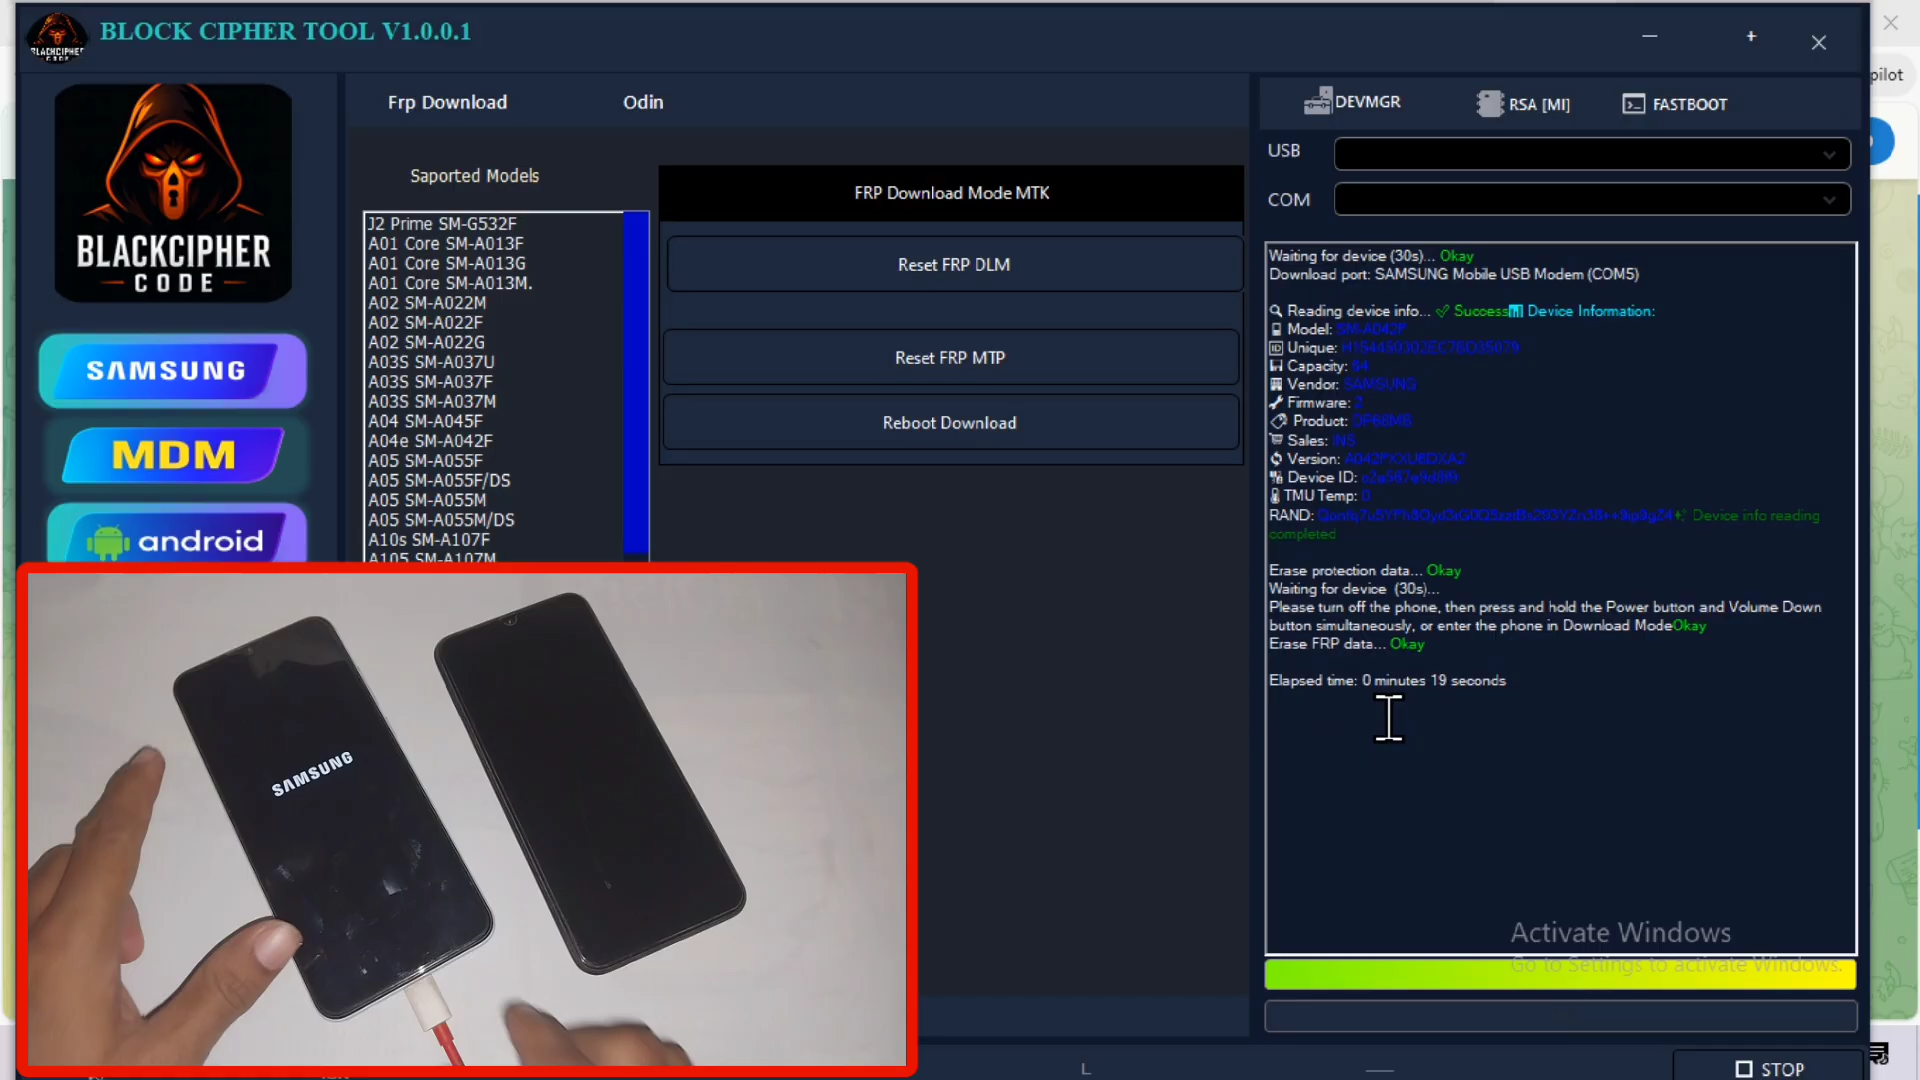 BLOCK CIPHER TOOL V1.0.0.1
BLACKCIPHER
CODE
SAMSUNG
MDM
android
Frp Download
Odin
Saported Models
J2 Prime SM-G532F
A01 Core SM-A013F
A01 Core SM-A013G
A01 Core SM-A013M.
A02 SM-A022M
A02 SM-A022F
A02 SM-A022G
A03S SM-A037U
A03S SM-A037F
A03S SM-A037M
A04 SM-A045F
A04e SM-A042F
A05 SM-A055F
A05 SM-A055F/DS
A05 SM-A055M
A05 SM-A055M/DS
A10s SM-A107F
FRP Download Mode MTK
Reset FRP DLM
Reset FRP MTP
Reboot Download
pilot
DEVMGR
RSA [MI]
FASTBOOT
USB
COM
Waiting for device (30s)... Okay
Download port: SAMSUNG Mobile USB Modem (COM5)
Reading device info... Success Device Information:
Model: SM-A042F
Unique:
Capacity: 64
Vendor: SAMSUNG
Firmware: 2
Product:
Sales: INS
Version:
Device ID:
TMU Temp: 0
RAND: Device info reading
completed
Erase protection data... Okay
Waiting for device (30s)...
Please turn off the phone, then press and hold the Power button and Volume Down
button simultaneously, or enter the phone in Download ModeOkay
Erase FRP data... Okay
Elapsed time: 0 minutes 19 seconds
Activate Windows
Go to Settings to activate Windows.
STOP
SAMSUNG